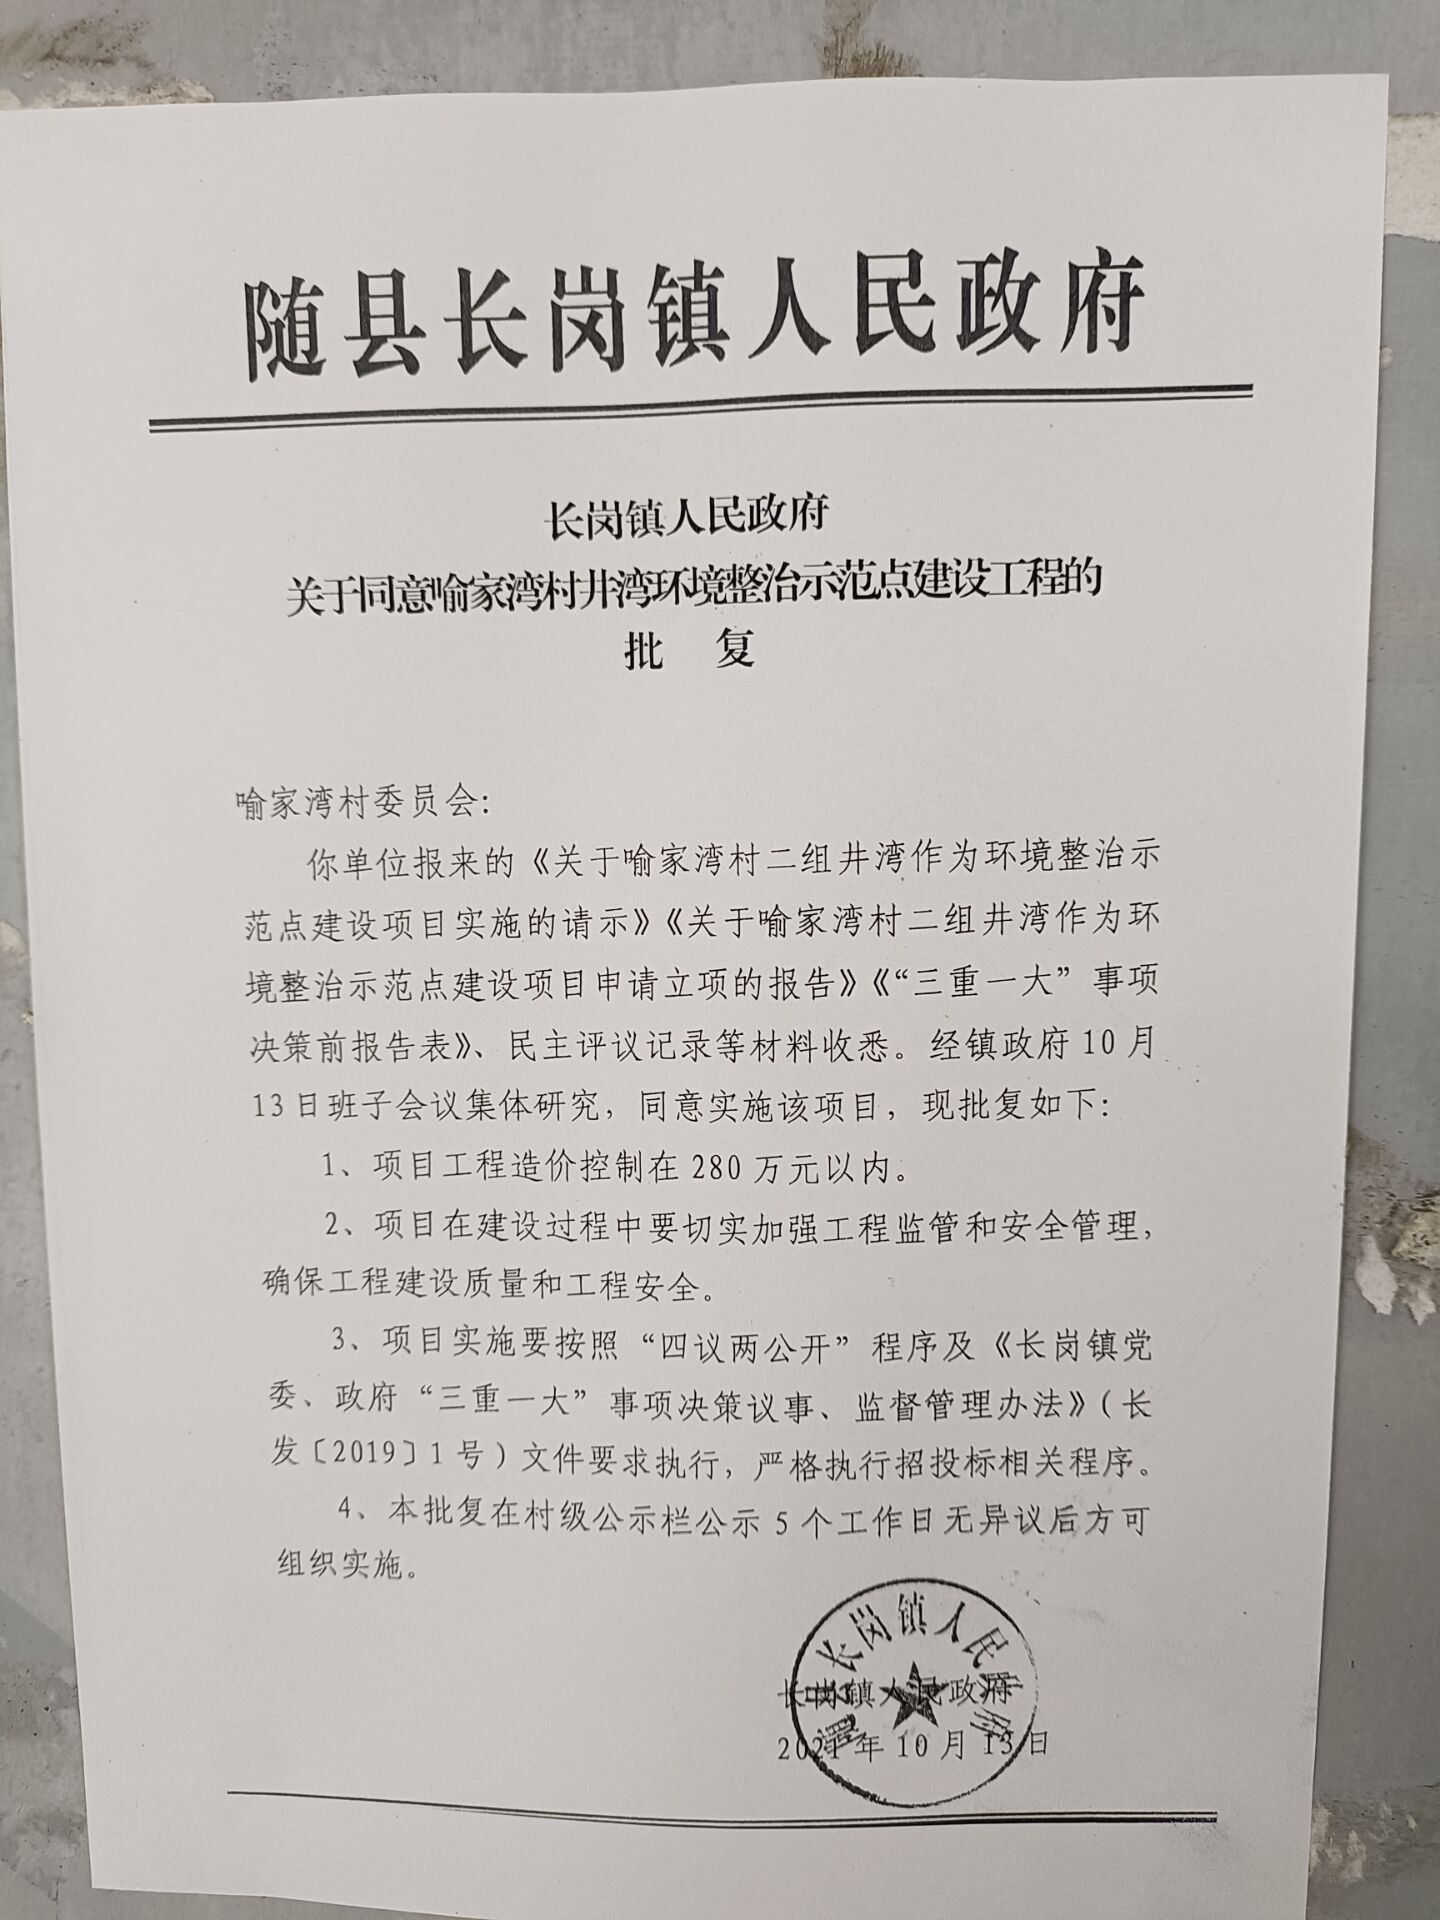 随县长岗镇人民政府
长岗镇人民政府
关于同意喻家湾村井湾环境整治示范点建设工程的
批 复
喻家湾村委员会：
你单位报来的《关于喻家湾村二组井湾作为环境整治示
范点建设项目实施的请示》《关于喻家湾村二组井湾作为环
境整治示范点建设项目申请立项的报告》《“三重一大”事项
决策前报告表》、民主评议记录等材料收悉。经镇政府10月
13日班子会议集体研究，同意实施该项目，现批复如下：
1、项目工程造价控制在280万元以内。
2、项目在建设过程中要切实加强工程监管和安全管理，
确保工程建设质量和工程安全。
3、项目实施要按照“四议两公开”程序及《长岗镇党
委、政府“三重一大”事项决策议事、监督管理办法》（长
发〔2019〕1号）文件要求执行，严格执行招投标相关程序。
4、本批复在村级公示栏公示5个工作日无异议后方可
组织实施。
随县长岗镇人民政府
长岗镇人民政府
2021年10月13日